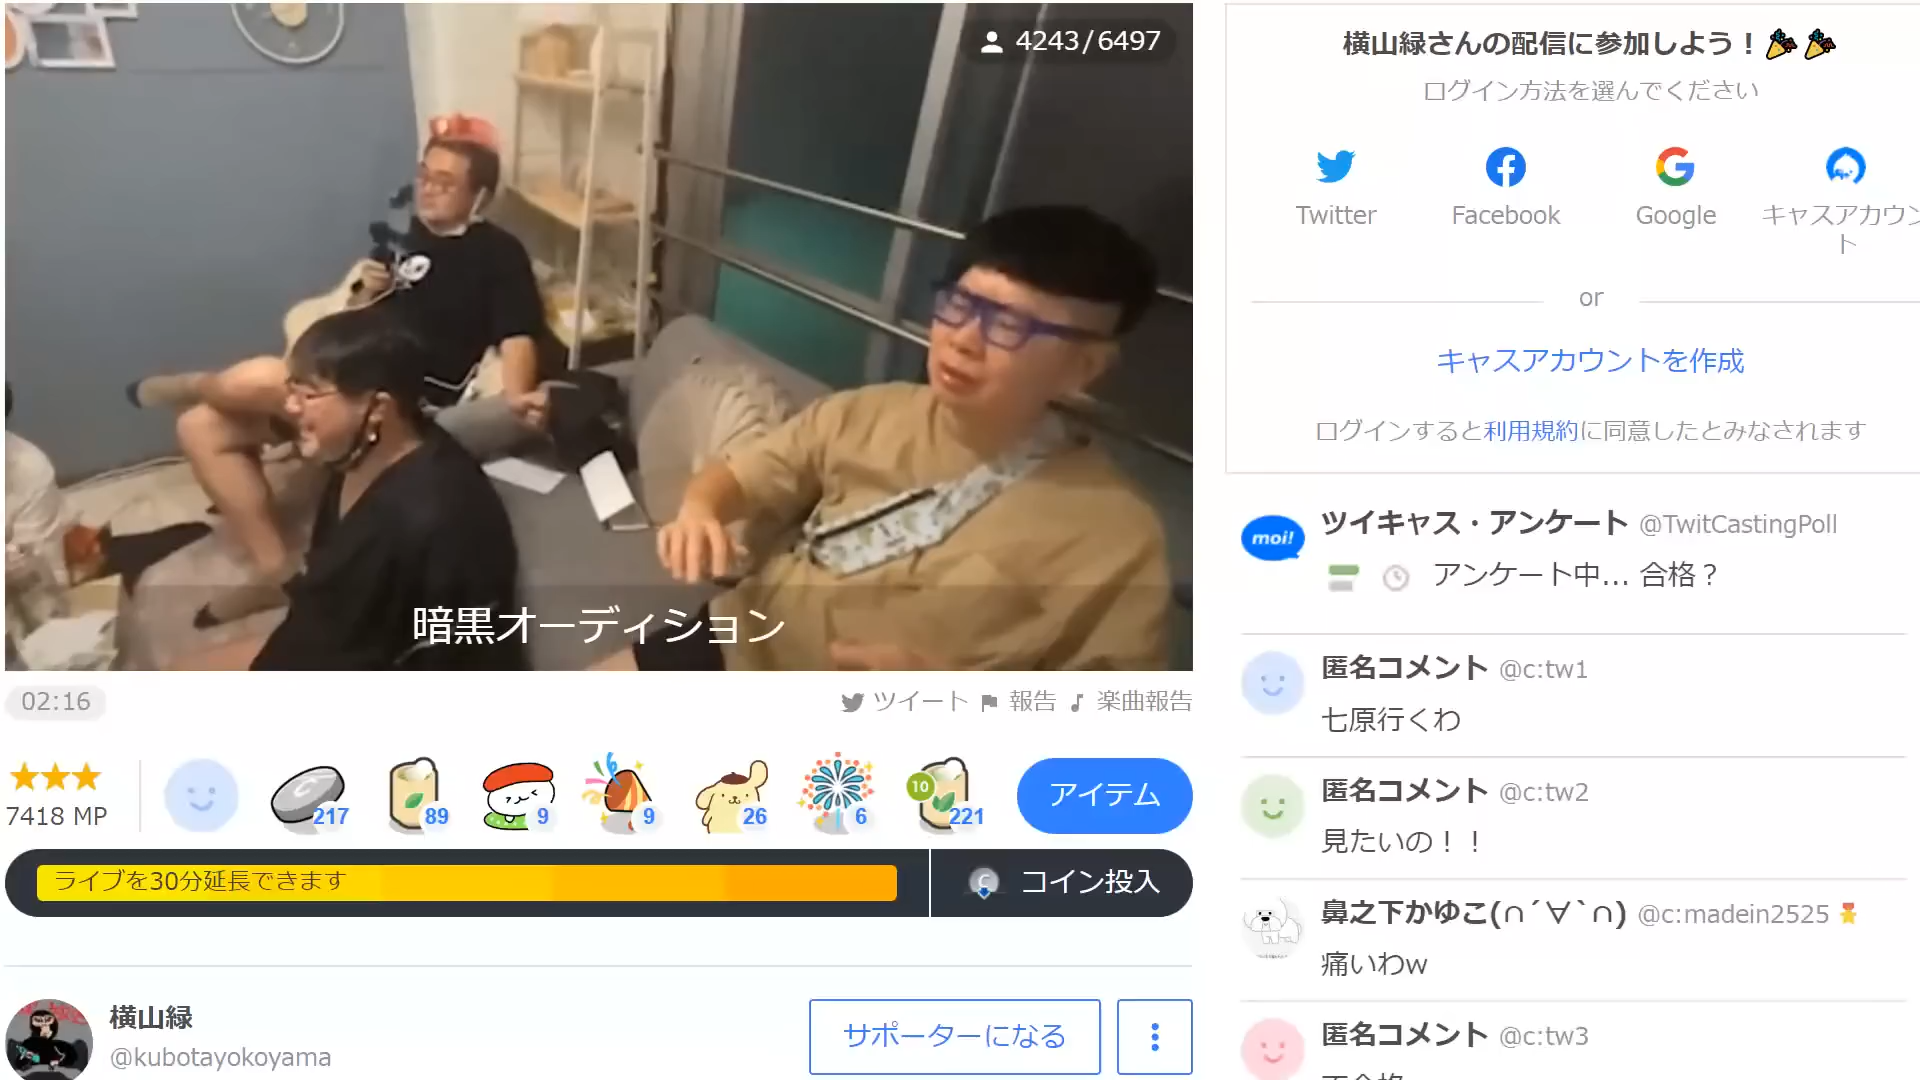 4243/6497
暗黒オーディション
02:16
ツイート 報告 楽曲報告
7418 MP
217
89
9
9
26
6
10
221
アイテム
ライブを30分延長できます
C コイン投入
横山緑
@kubotayokoyama
サポーターになる
横山緑さんの配信に参加しよう！
ログイン方法を選んでください
Twitter
Facebook
Google
キャスアカウン
ト
or
キャスアカウントを作成
ログインすると利用規約に同意したとみなされます
moi!
ツイキャス・アンケート @TwitCastingPoll
アンケート中... 合格？
匿名コメント @c:tw1
七原行くわ
匿名コメント @c:tw2
見たいの！！
鼻之下かゆこ(∩´∀`∩) @c:madein2525
痛いわw
匿名コメント @c:tw3